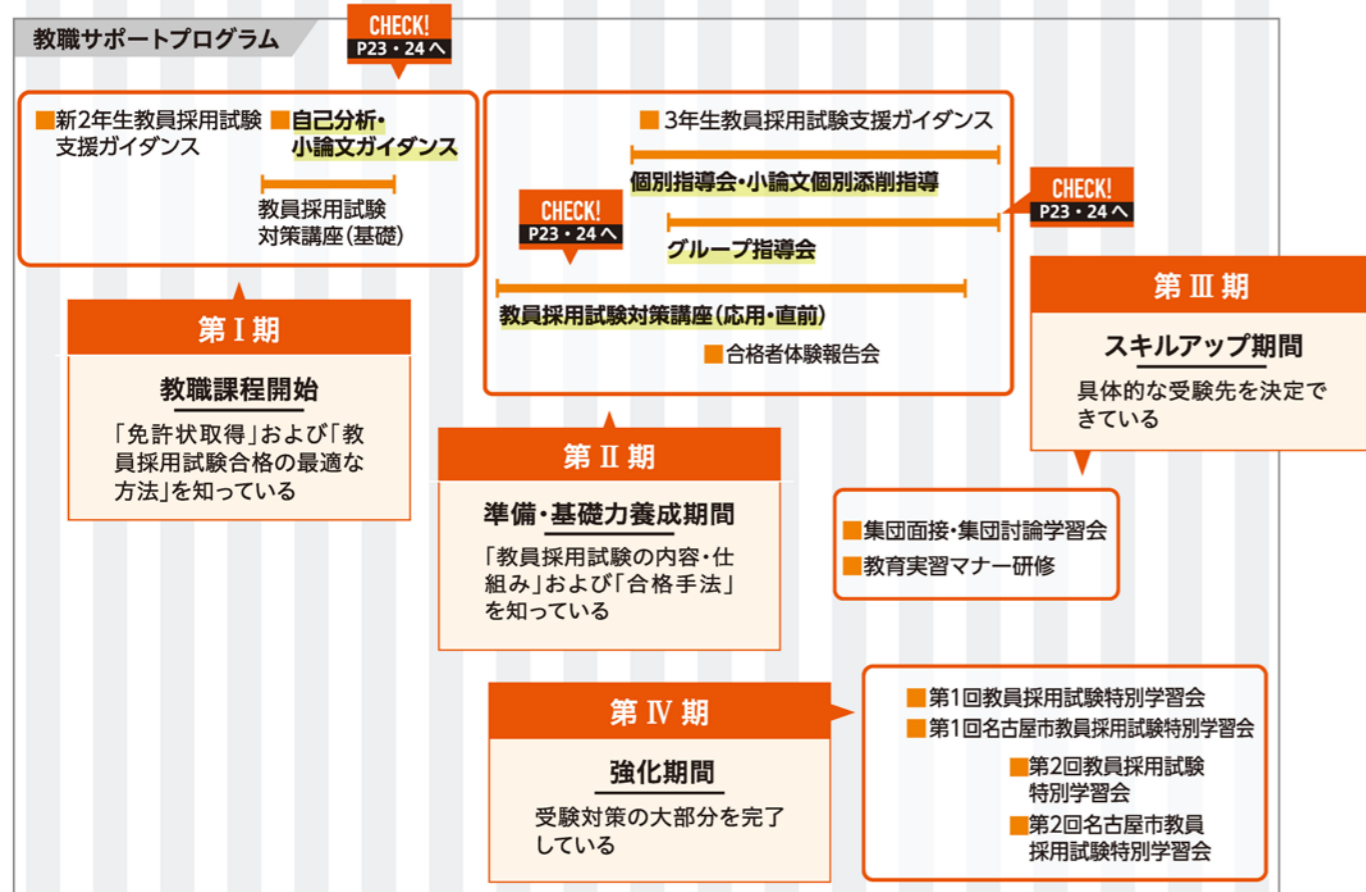 教職サポートプログラム
CHECK!
P23・24へ
■新2年生教員採用試験
支援ガイダンス
■自己分析・
小論文ガイダンス
教員採用試験
対策講座(基礎)
第Ⅰ期
教職課程開始
「免許状取得」および「教
員採用試験合格の最適な
方法」を知っている
■3年生教員採用試験支援ガイダンス
個別指導会・小論文個別添削指導
CHECK!
P23・24へ
グループ指導会
CHECK!
P23・24へ
教員採用試験対策講座(応用・直前)
■合格者体験報告会
第Ⅱ期
準備・基礎力養成期間
「教員採用試験の内容・仕
組み」および「合格手法」
を知っている
第Ⅲ期
スキルアップ期間
具体的な受験先を決定で
きている
■集団面接・集団討論学習会
■教育実習マナー研修
第Ⅳ期
強化期間
受験対策の大部分を完了
している
■第1回教員採用試験特別学習会
■第1回名古屋市教員採用試験特別学習会
■第2回教員採用試験
特別学習会
■第2回名古屋市教員
採用試験特別学習会